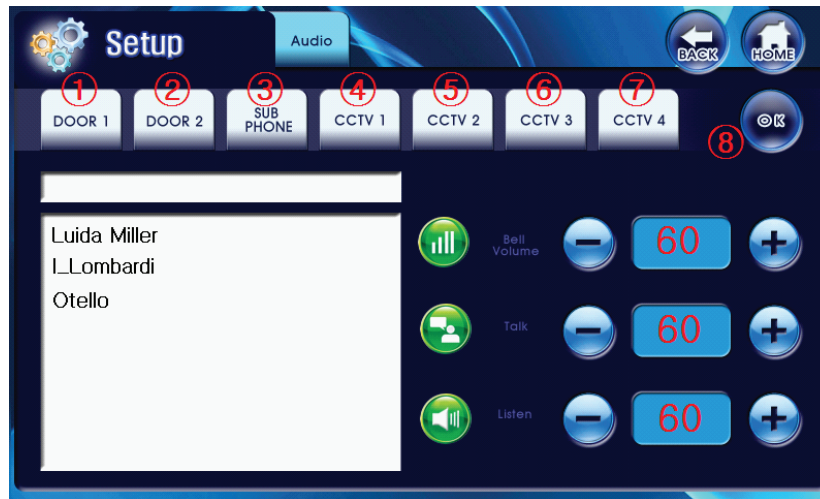 Setup
Audio
BACK
HOME
① ② ③ ④ ⑤ ⑥ ⑦
DOOR 1
DOOR 2
SUB
PHONE
CCTV 1
CCTV 2
CCTV 3
CCTV 4
⑧
OK
Luida Miller
I_Lombardi
Otello
Bell
Volume
60
Talk
60
Listen
60